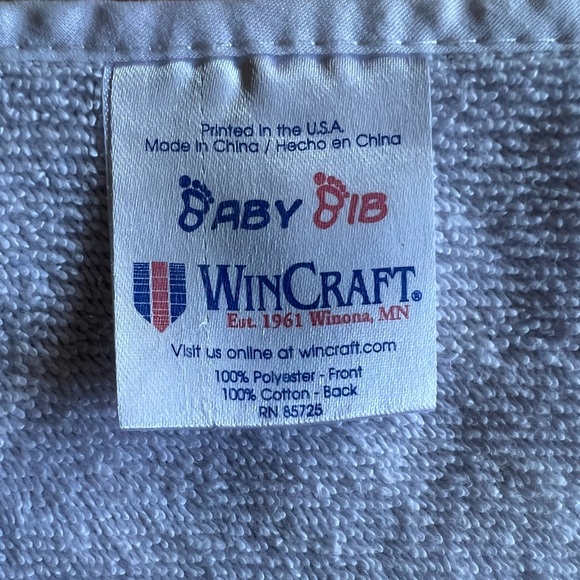 Printed in the U.S.A.
Made in China / Hecho en China
BABY BIB
WINCRAFT®
Est. 1961 Winona, MN
Visit us online at wincraft.com
100% Polyester - Front
100% Cotton - Back
RN 85725